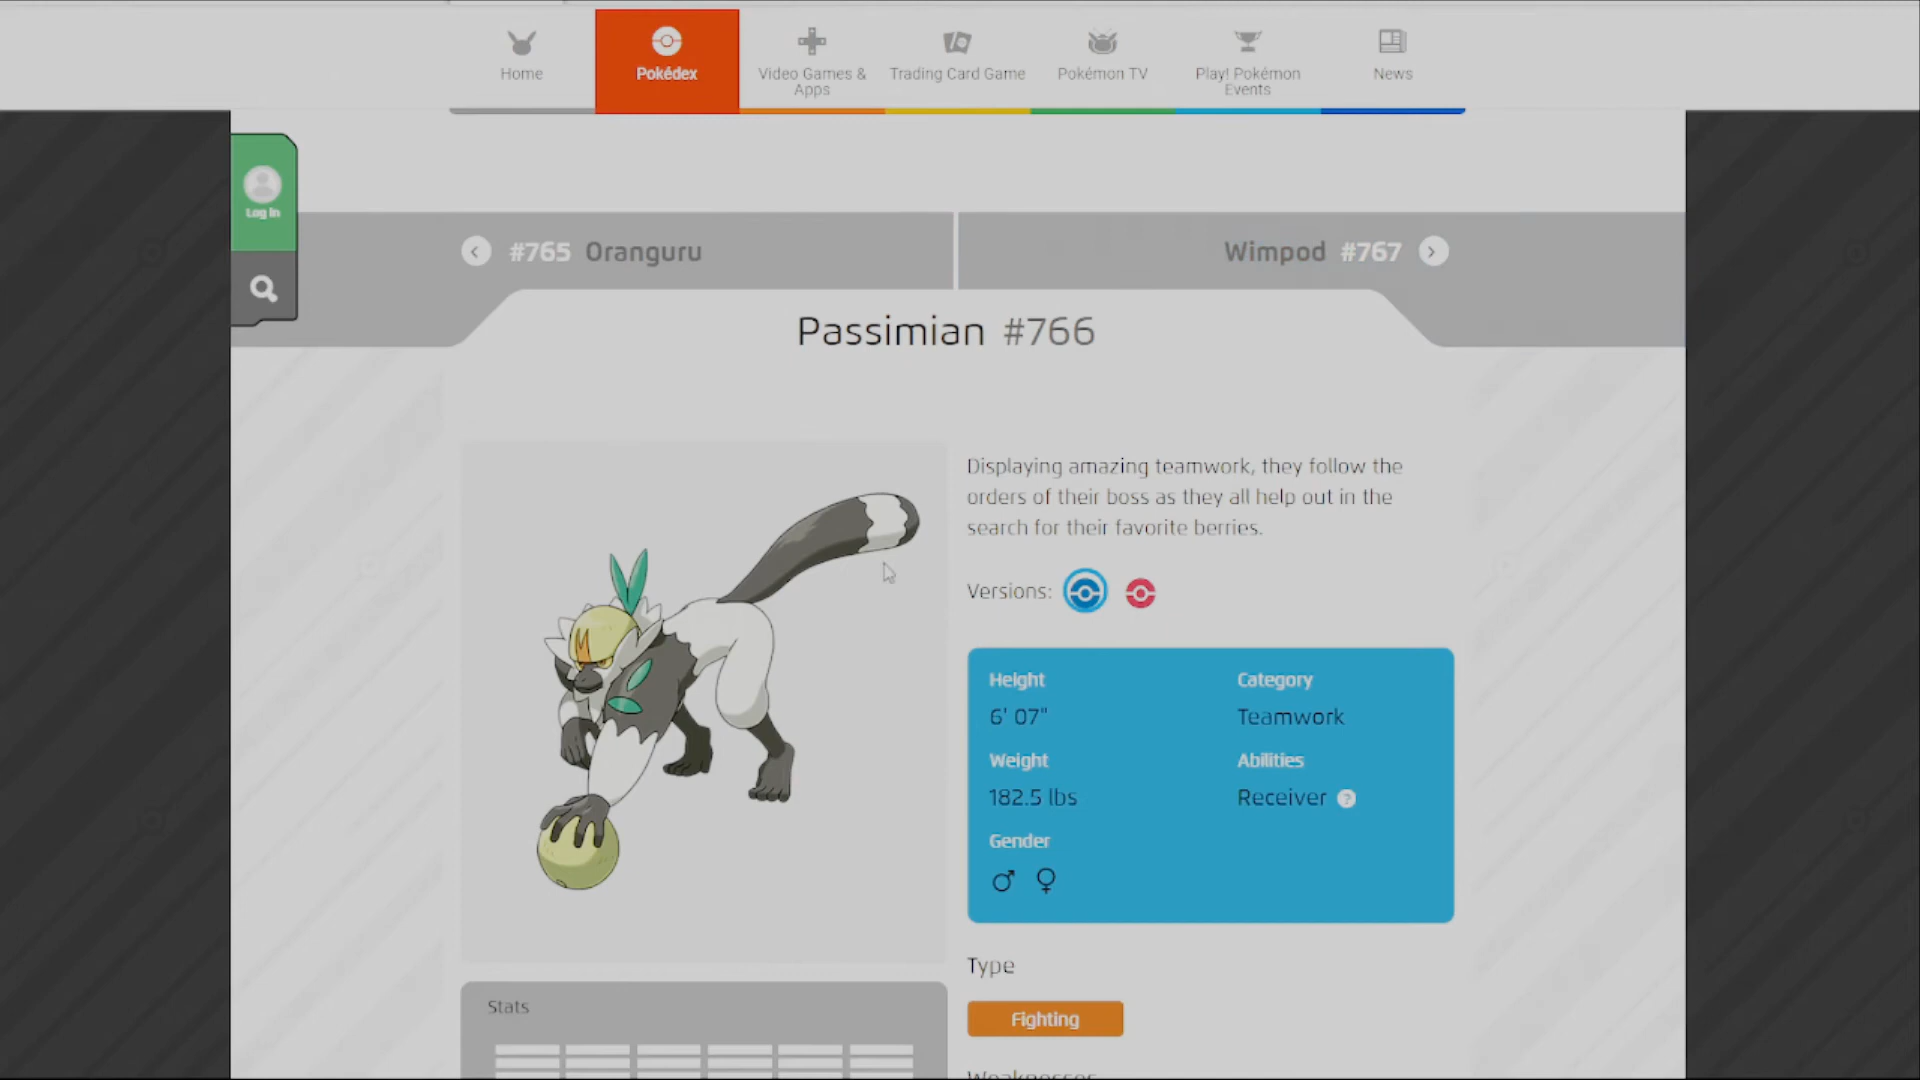 Home
Pokédex
Video Games &
Apps
Trading Card Game
Pokémon TV
Play! Pokémon
Events
News
Log in
#765 Oranguru
Wimpod #767
Passimian #766
Displaying amazing teamwork, they follow the
orders of their boss as they all help out in the
search for their favorite berries.
Versions:
Height
6' 07"
Category
Teamwork
Weight
182.5 lbs
Abilities
Receiver ?
Gender
Type
Fighting
Stats
Weaknesses